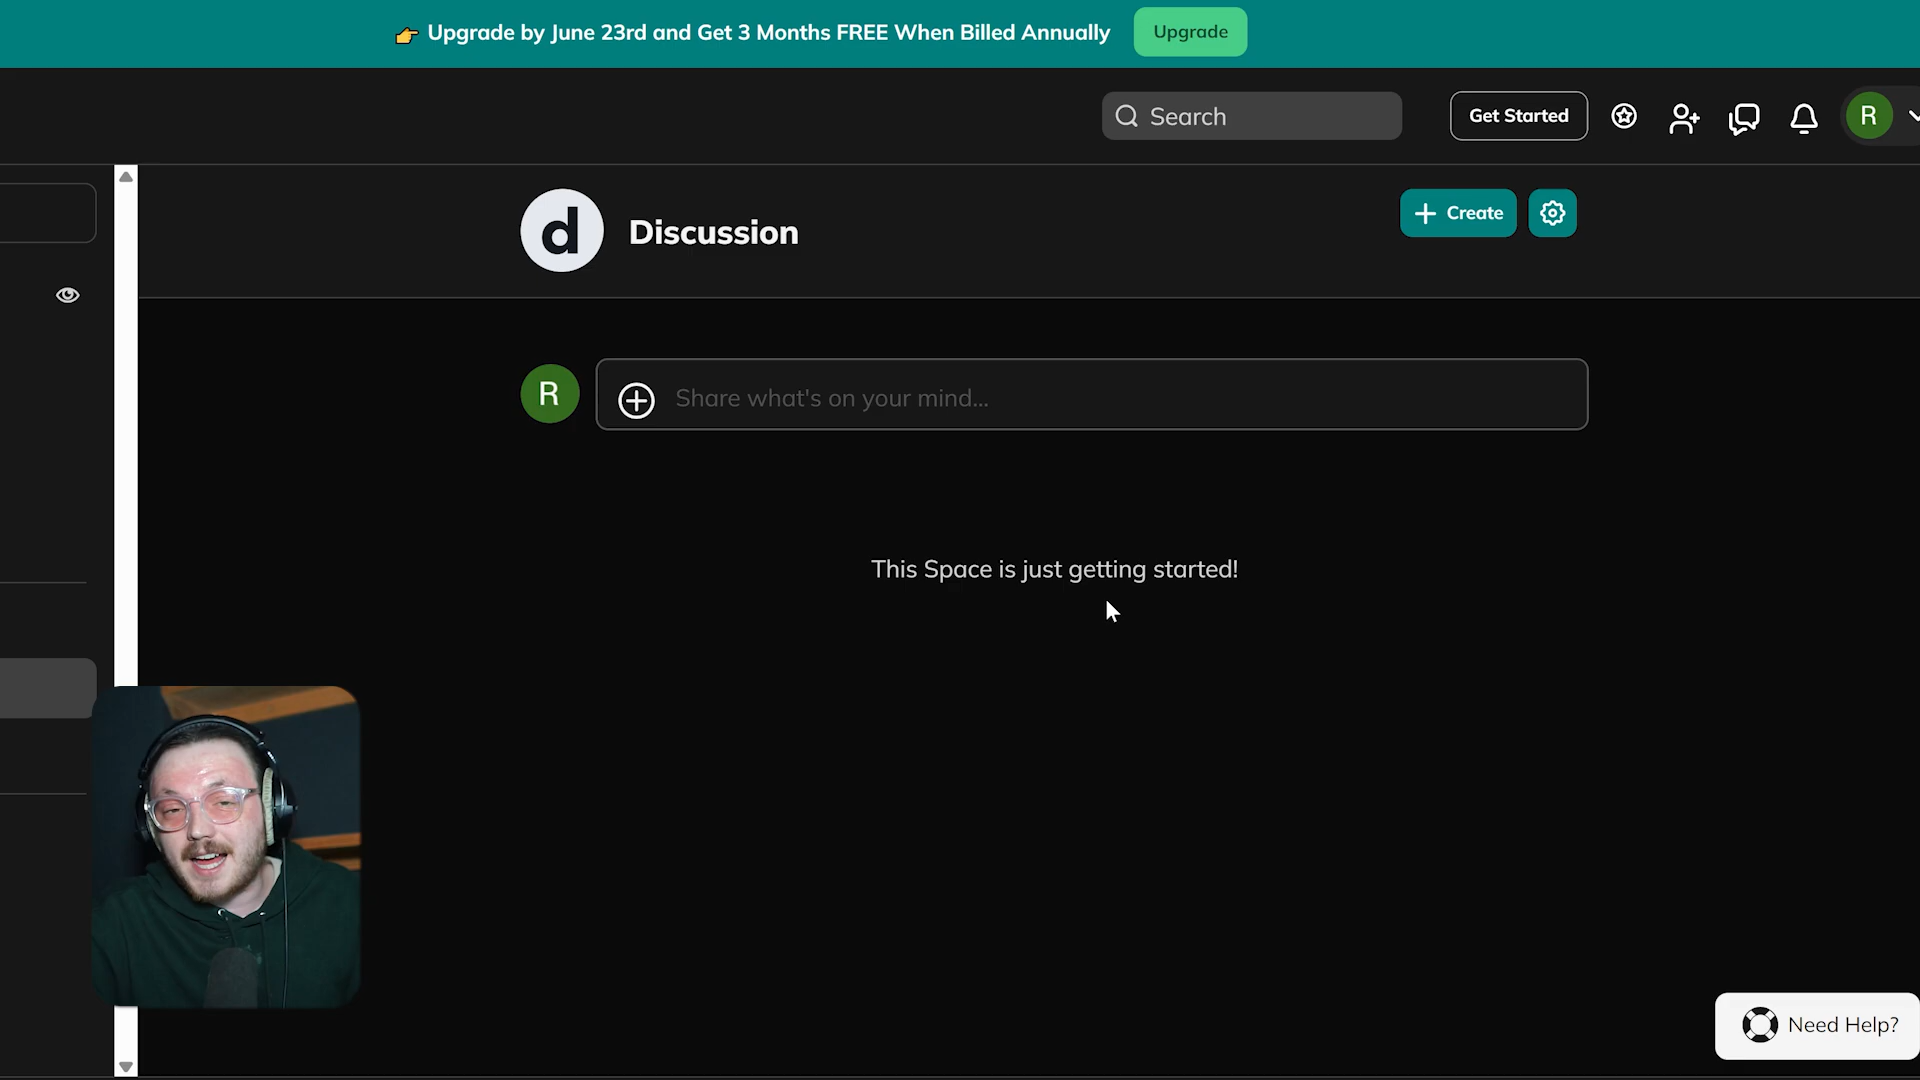 👉 Upgrade by June 23rd and Get 3 Months FREE When Billed Annually
Upgrade
Search
Get Started
R
d
Discussion
+ Create
R
Share what's on your mind...
This Space is just getting started!
Need Help?